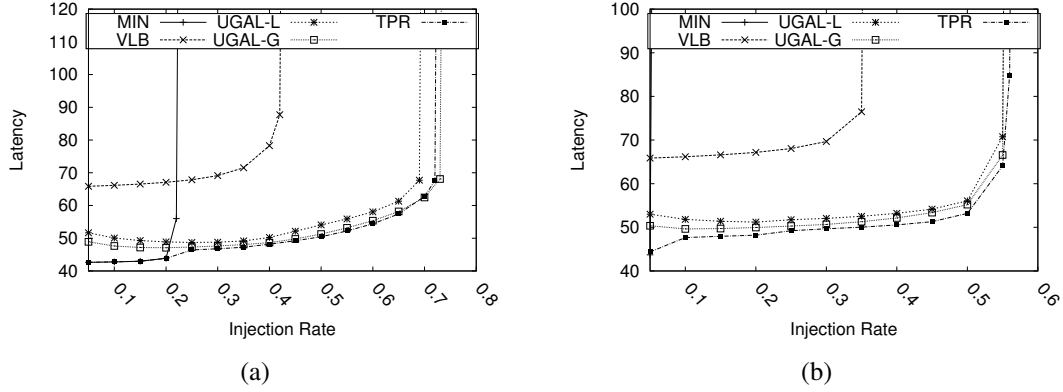 MIN UGAL-L TPR
VLB UGAL-G
120
110
100
90
80
70
60
50
40
Latency
0.1 0.2 0.3 0.4 0.5 0.6 0.7 0.8
Injection Rate
(a)
MIN UGAL-L TPR
VLB UGAL-G
100
90
80
70
60
50
40
Latency
0.1 0.2 0.3 0.4 0.5 0.6
Injection Rate
(b)